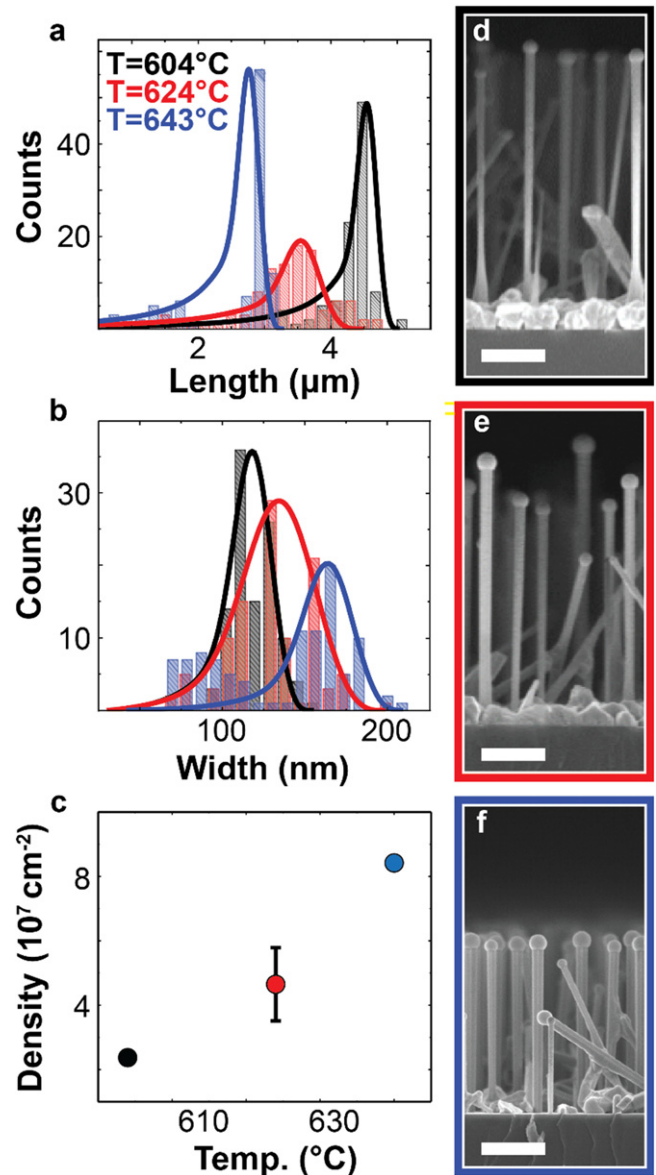 a
T=604°C
T=624°C
T=643°C
40
20
Counts
2 4
Length (μm)
b
30
10
Counts
100 200
Width (nm)
c
8
4
Density (10⁷ cm⁻²)
610 630
Temp. (°C)
d
e
f